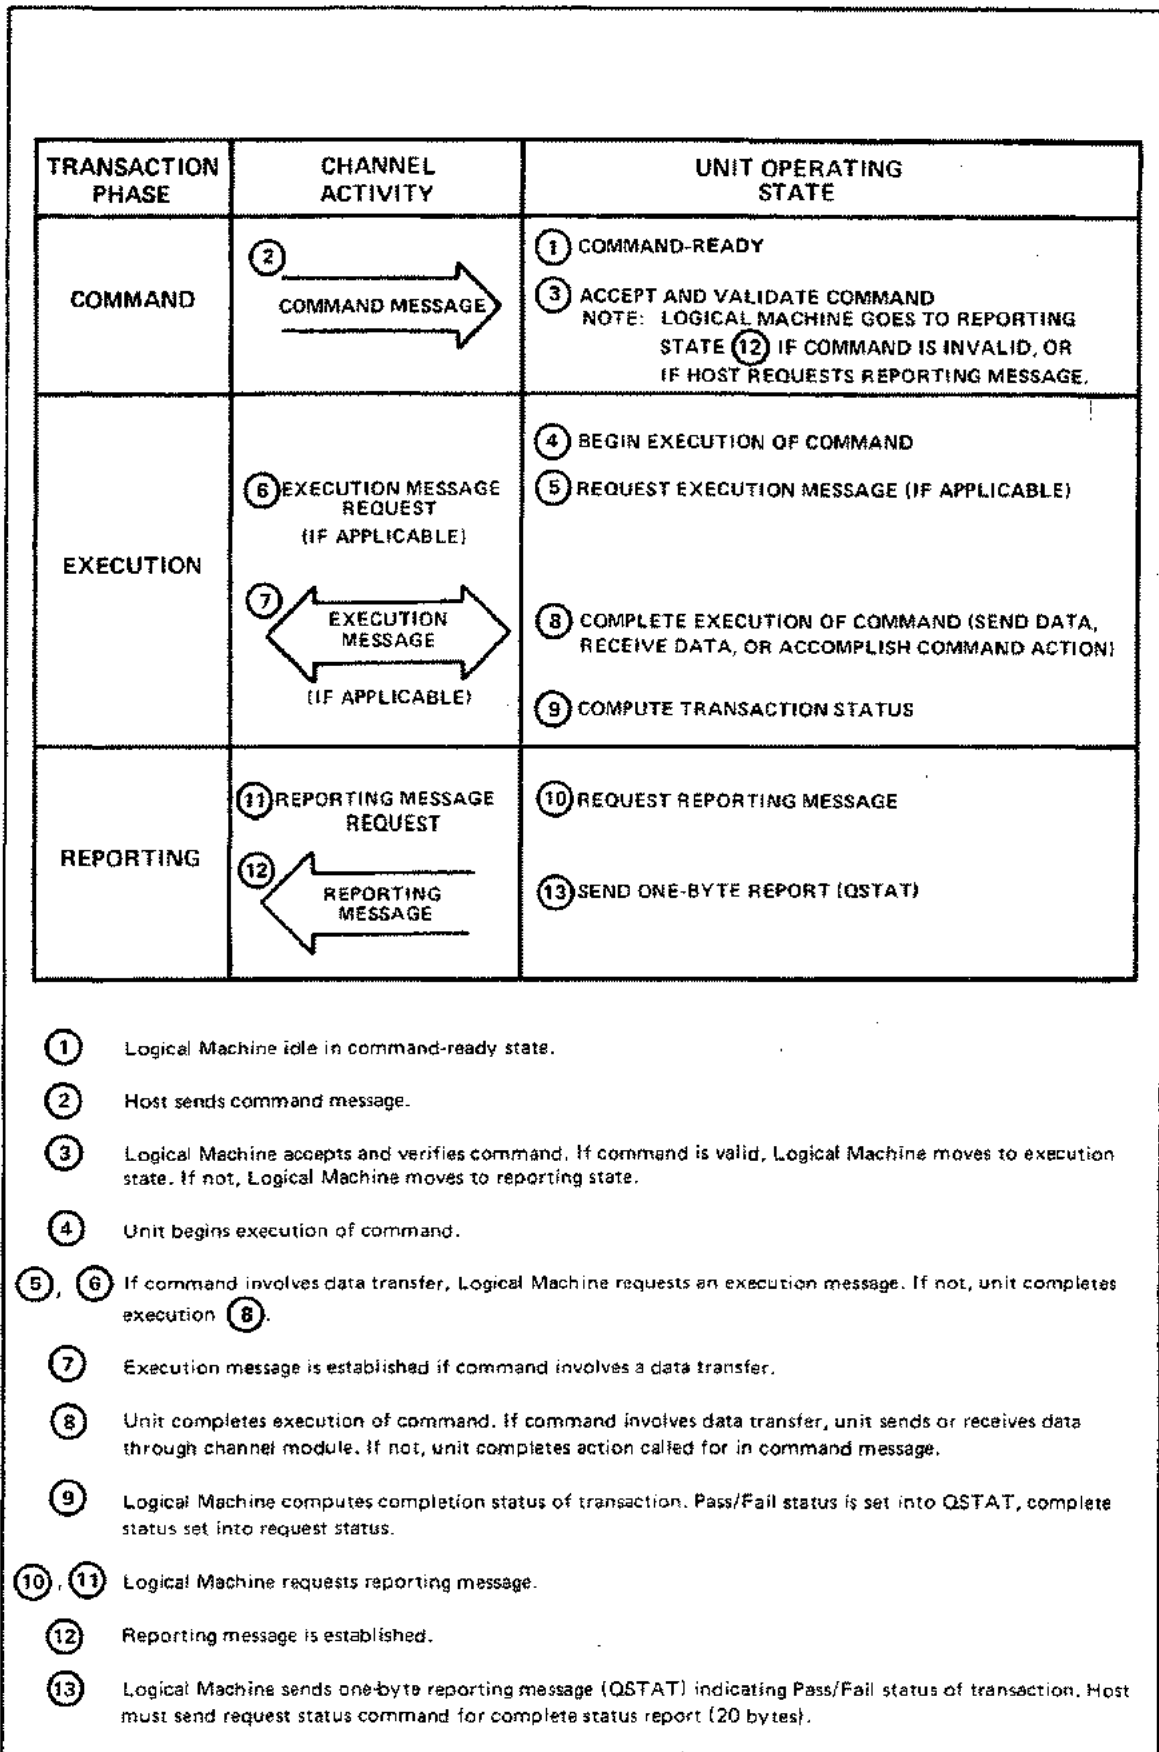 TRANSACTION
PHASE
CHANNEL
ACTIVITY
UNIT OPERATING
STATE
COMMAND
2
COMMAND MESSAGE
1 COMMAND-READY
3 ACCEPT AND VALIDATE COMMAND
NOTE: LOGICAL MACHINE GOES TO REPORTING
STATE 12 IF COMMAND IS INVALID, OR
IF HOST REQUESTS REPORTING MESSAGE.
EXECUTION
6 EXECUTION MESSAGE
REQUEST
(IF APPLICABLE)
7
EXECUTION
MESSAGE
(IF APPLICABLE)
4 BEGIN EXECUTION OF COMMAND
5 REQUEST EXECUTION MESSAGE (IF APPLICABLE)
8 COMPLETE EXECUTION OF COMMAND (SEND DATA,
RECEIVE DATA, OR ACCOMPLISH COMMAND ACTION)
9 COMPUTE TRANSACTION STATUS
REPORTING
11 REPORTING MESSAGE
REQUEST
12
REPORTING
MESSAGE
10 REQUEST REPORTING MESSAGE
13 SEND ONE-BYTE REPORT (QSTAT)
1 Logical Machine idle in command-ready state.
2 Host sends command message.
3 Logical Machine accepts and verifies command. If command is valid, Logical Machine moves to execution
state. If not, Logical Machine moves to reporting state.
4 Unit begins execution of command.
5, 6 If command involves data transfer, Logical Machine requests an execution message. If not, unit completes
execution 8.
7 Execution message is established if command involves a data transfer.
8 Unit completes execution of command. If command involves data transfer, unit sends or receives data
through channel module. If not, unit completes action called for in command message.
9 Logical Machine computes completion status of transaction. Pass/Fail status is set into QSTAT, complete
status set into request status.
10, 11 Logical Machine requests reporting message.
12 Reporting message is established.
13 Logical Machine sends one-byte reporting message (QSTAT) indicating Pass/Fail status of transaction. Host
must send request status command for complete status report (20 bytes).